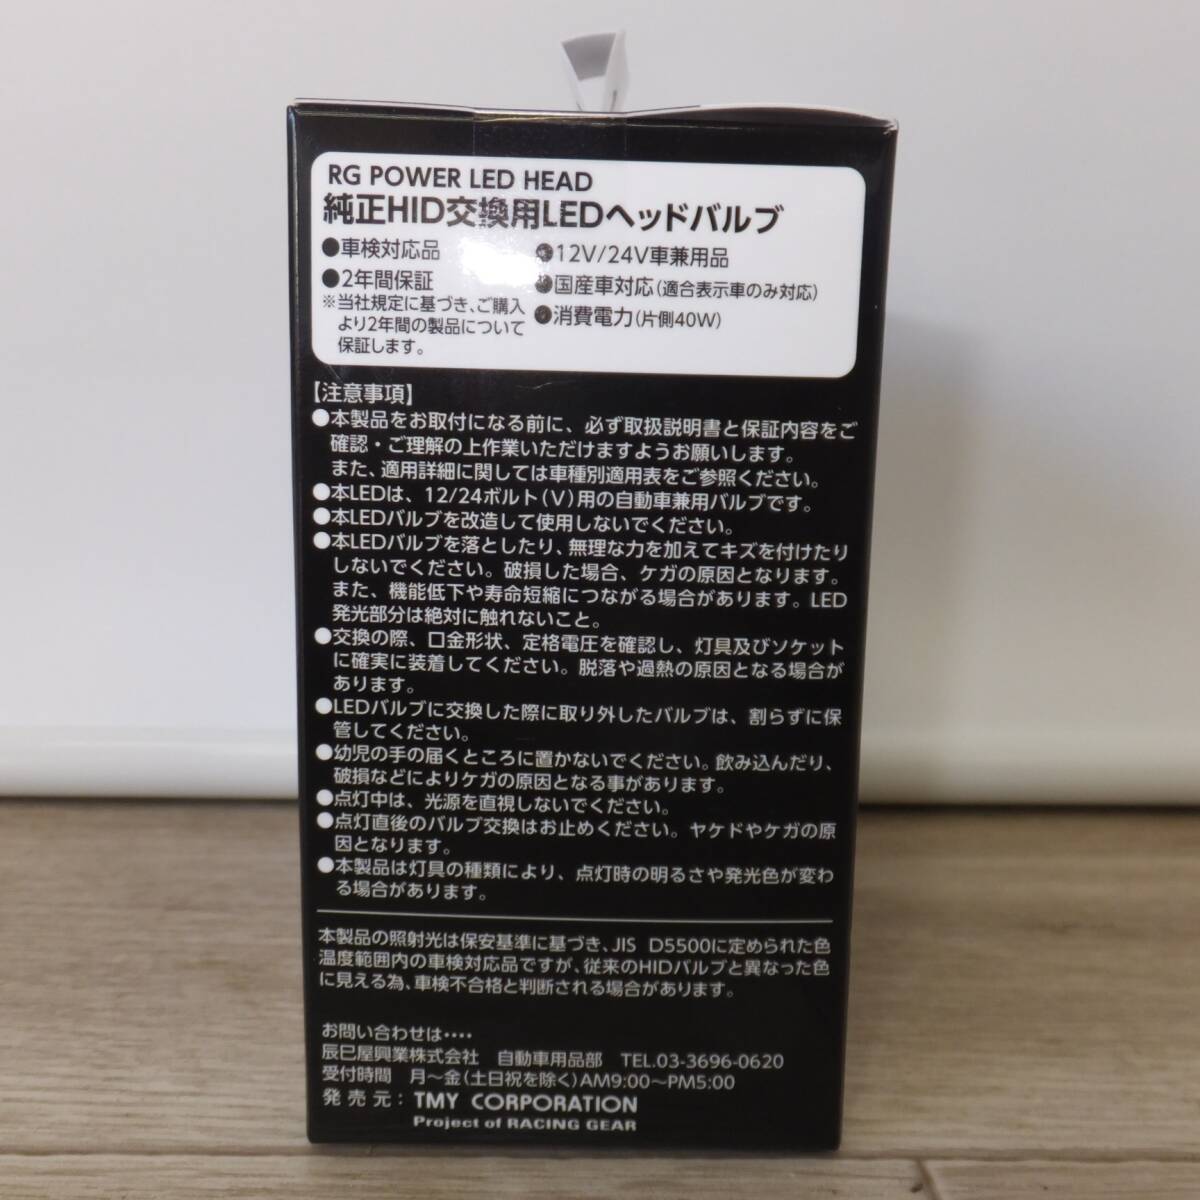 RG POWER LED HEAD
純正HID交換用LEDヘッドバルブ
●車検対応品
●2年間保証
※当社規定に基づき、ご購入
より2年間の製品について
保証します。
●12V/24V車兼用品
●国産車対応(適合表示車のみ対応)
●消費電力(片側40W)
【注意事項】
●本製品をお取付になる前に、必ず取扱説明書と保証内容をご
確認・ご理解の上作業いただけますようお願いします。
また、適用詳細に関しては車種別適用表をご参照ください。
●本LEDは、12/24ボルト(V)用の自動車兼用バルブです。
●本LEDバルブを改造して使用しないでください。
●本LEDバルブを落としたり、無理な力を加えてキズを付けたり
しないでください。破損した場合、ケガの原因となります。
また、機能低下や寿命短縮につながる場合があります。LED
発光部分は絶対に触れないこと。
●交換の際、口金形状、定格電圧を確認し、灯具及びソケット
に確実に装着してください。脱落や過熱の原因となる場合が
あります。
●LEDバルブに交換した際に取り外したバルブは、割らずに保
管してください。
●幼児の手の届くところに置かないでください。飲み込んだり、
破損などによりケガの原因となる事があります。
●点灯中は、光源を直視しないでください。
●点灯直後のバルブ交換はお止めください。ヤケドやケガの原
因となります。
●本製品は灯具の種類により、点灯時の明るさや発光色が変わ
る場合があります。
本製品の照射光は保安基準に基づき、JIS D5500に定められた色
温度範囲内の車検対応品ですが、従来のHIDバルブと異なった色
に見える為、車検不合格と判断される場合があります。
お問い合わせは‥‥
辰巳屋興業株式会社 自動車用品部 TEL.03-3696-0620
受付時間 月〜金(土日祝を除く)AM9:00〜PM5:00
発売元：TMY CORPORATION
Project of RACING GEAR